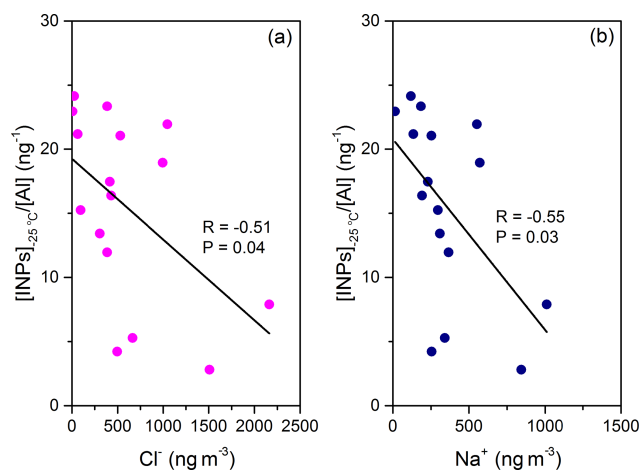 (a)
[INPs]-25 °C/[Al] (ng-1)
30
20
10
0
R = -0.51
P = 0.04
0 500 1000 1500 2000 2500
Cl- (ng m-3)
(b)
[INPs]-25 °C/[Al] (ng-1)
30
20
10
0
R = -0.55
P = 0.03
0 500 1000 1500
Na+ (ng m-3)